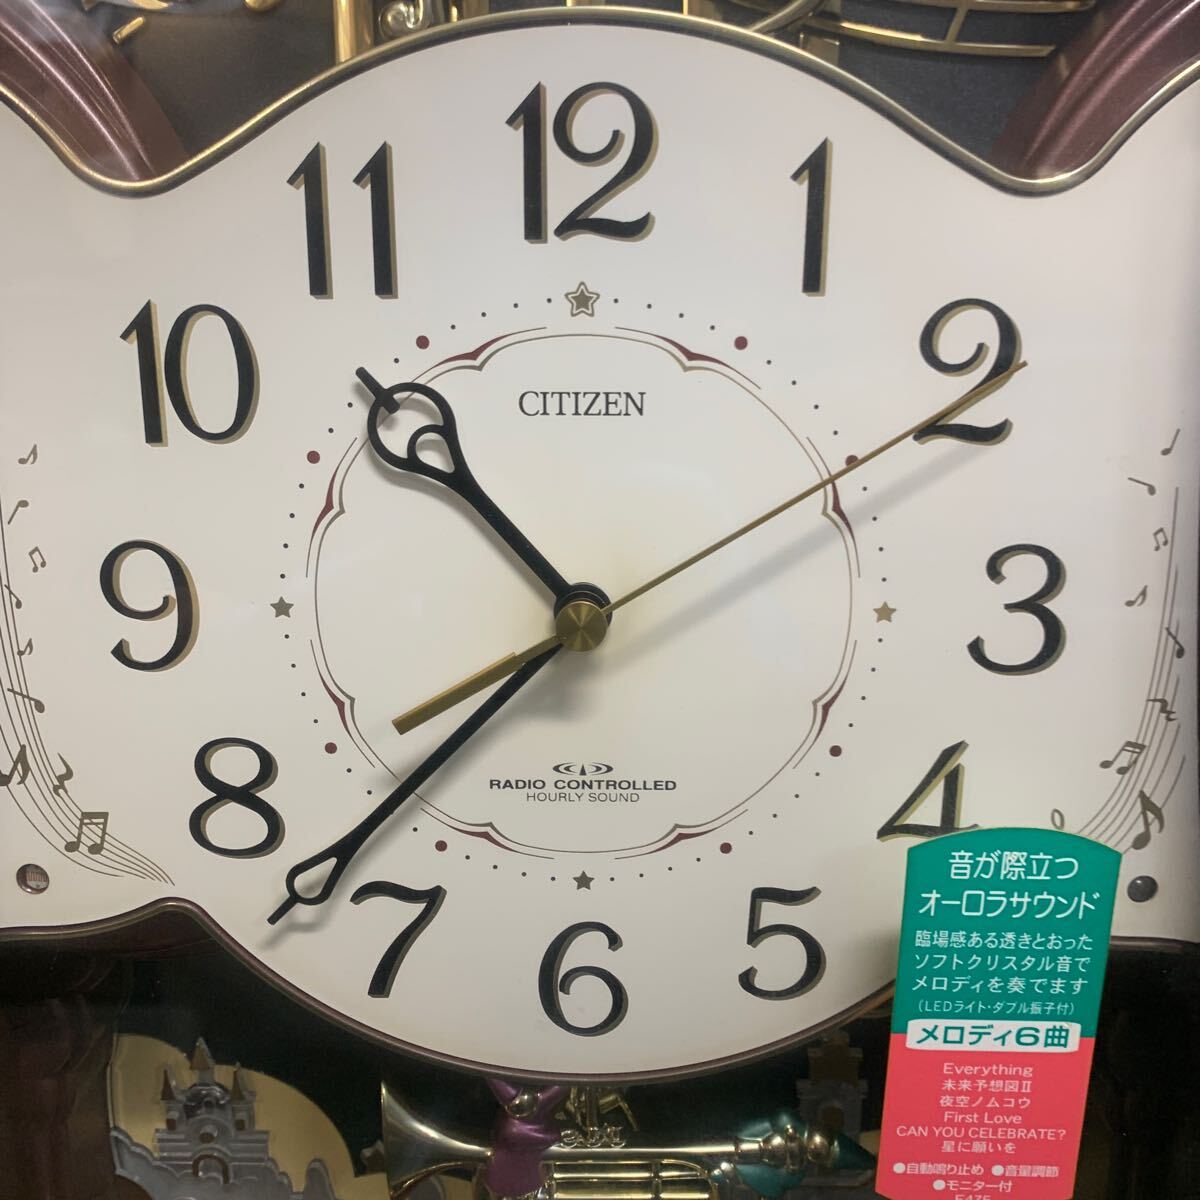 12
11
1
10
2
CITIZEN
9
3
8
4
RADIO CONTROLLED
HOURLY SOUND
7
5
6
音が際立つ
オーロラサウンド
臨場感ある透きとおった
ソフトクリスタル音で
メロディを奏でます
(LEDライト・ダブル振子付)
メロディ6曲
Everything
未来予想図II
夜空ノムコウ
First Love
CAN YOU CELEBRATE?
星に願いを
●自動鳴り止め ●音量調節
●モニター付